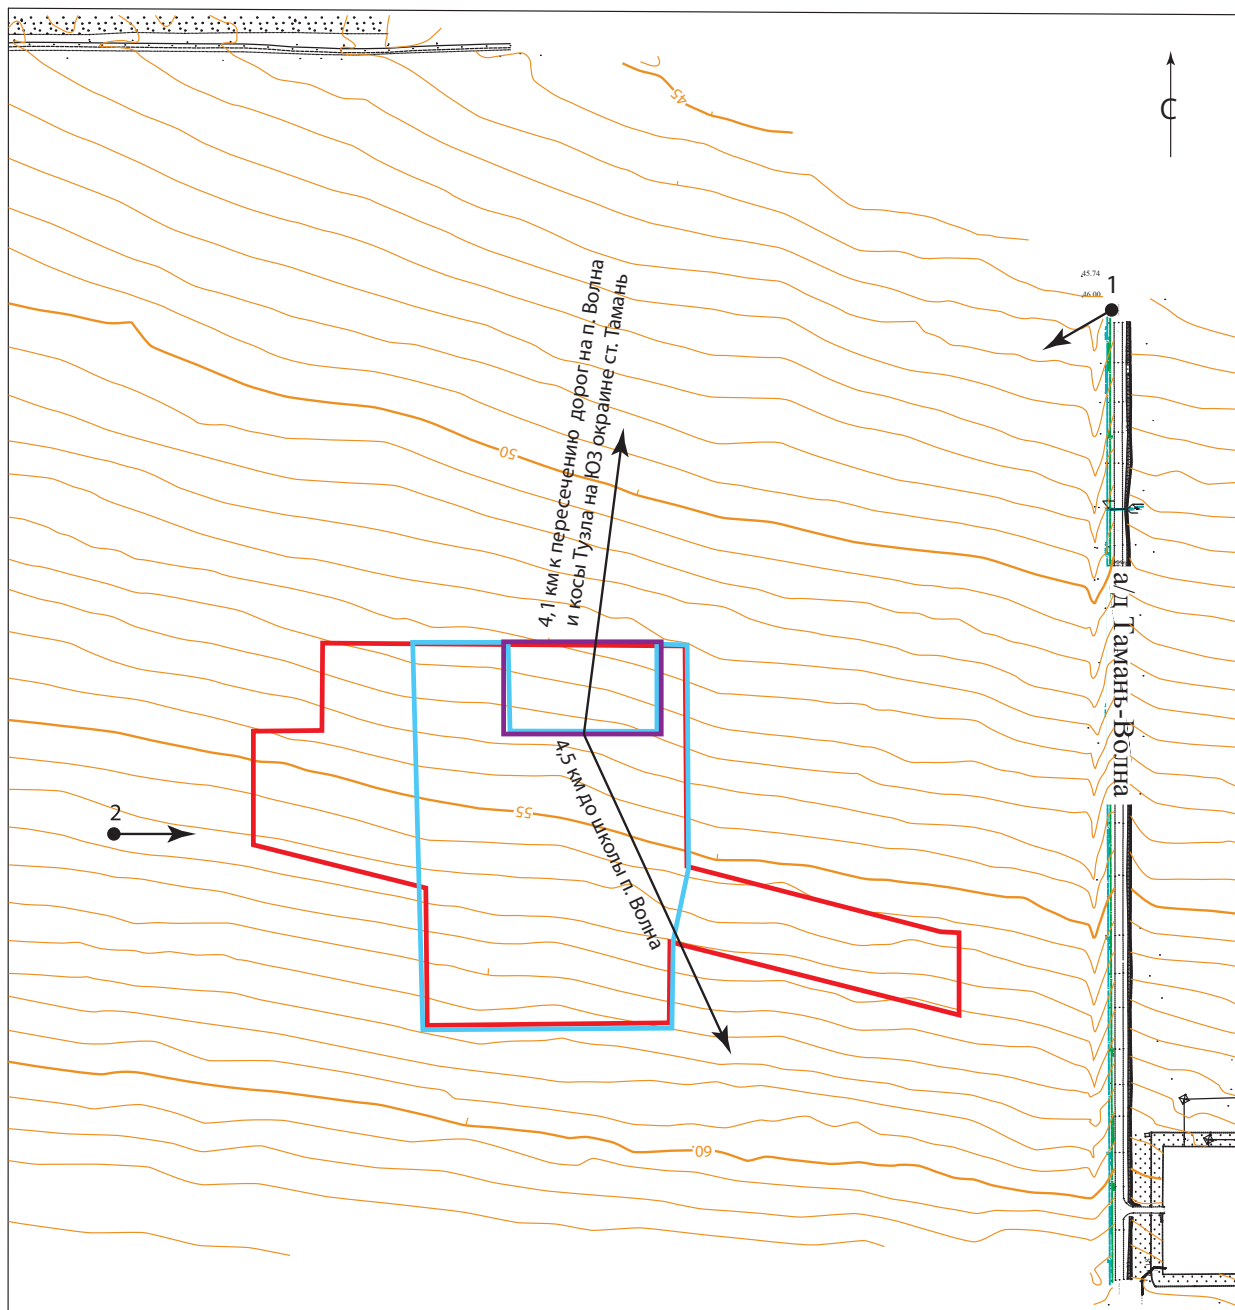 45
С
45.74
46.00
1
4,1 км к пересечению дорог на п. Волна
и косы Тузла на ЮЗ окраине ст. Тамань
50
а/д Тамань-Волна
4,5 км до школы п. Волна
55
2
60